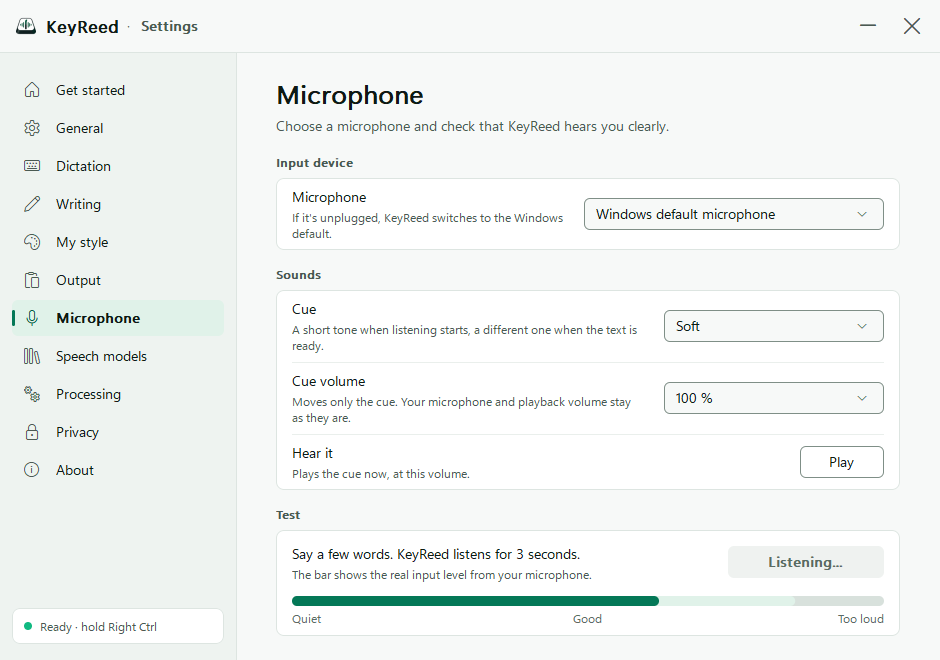 KeyReed · Settings
Get started
General
Dictation
Writing
My style
Output
Microphone
Speech models
Processing
Privacy
About
Ready · hold Right Ctrl
Microphone
Choose a microphone and check that KeyReed hears you clearly.
Input device
Microphone
If it's unplugged, KeyReed switches to the Windows
default.
Windows default microphone
Sounds
Cue
A short tone when listening starts, a different one when the text is
ready.
Soft
Cue volume
Moves only the cue. Your microphone and playback volume stay
as they are.
100 %
Hear it
Plays the cue now, at this volume.
Play
Test
Say a few words. KeyReed listens for 3 seconds.
The bar shows the real input level from your microphone.
Listening...
Quiet
Good
Too loud